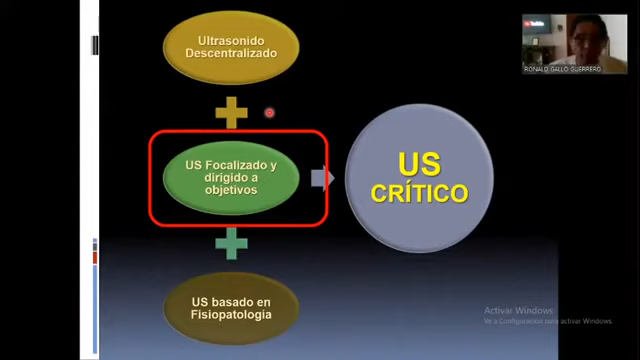 Ultrasonido
Descentralizado
US Focalizado y
dirigido a
objetivos
US basado en
Fisiopatología
US
CRÍTICO
YouTube
RONALD GALLO GUERRERO
Activar Windows
Ve a Configuración para activar Windows.